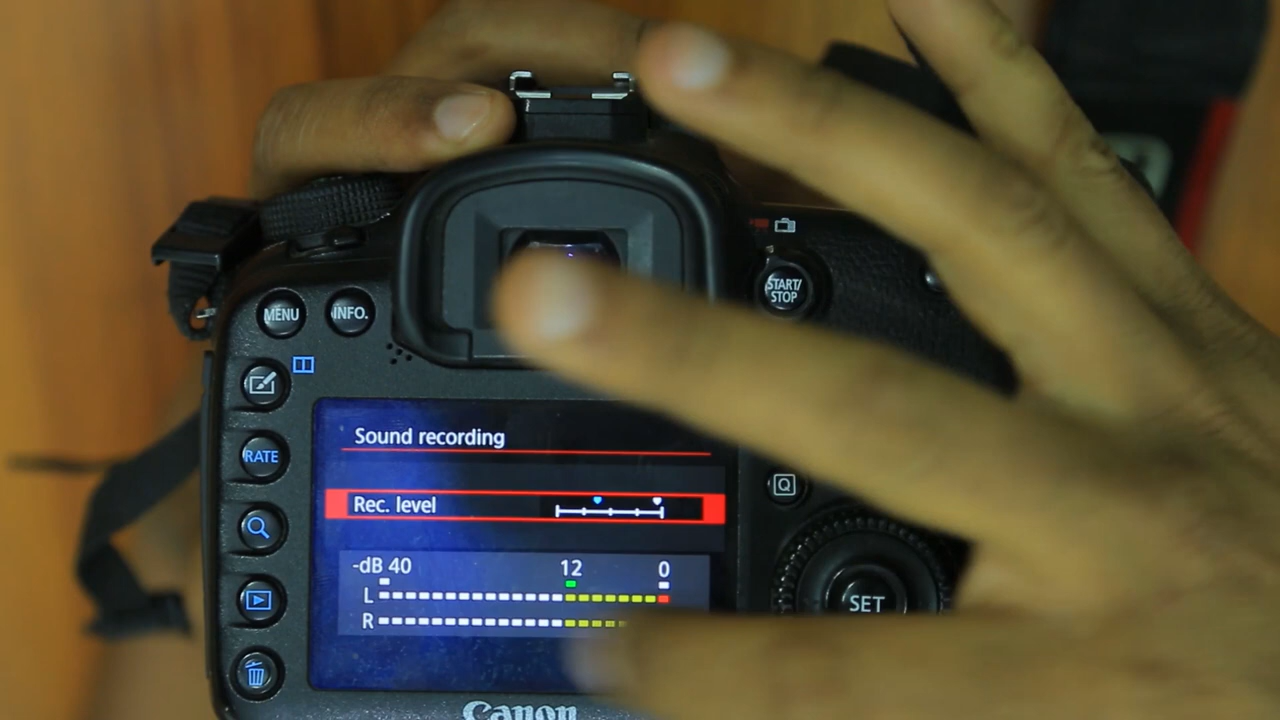 MENU INFO.
START/
STOP
RATE
Sound recording
Rec. level
Q
-dB 40 12 0
L
R
SET
Canon